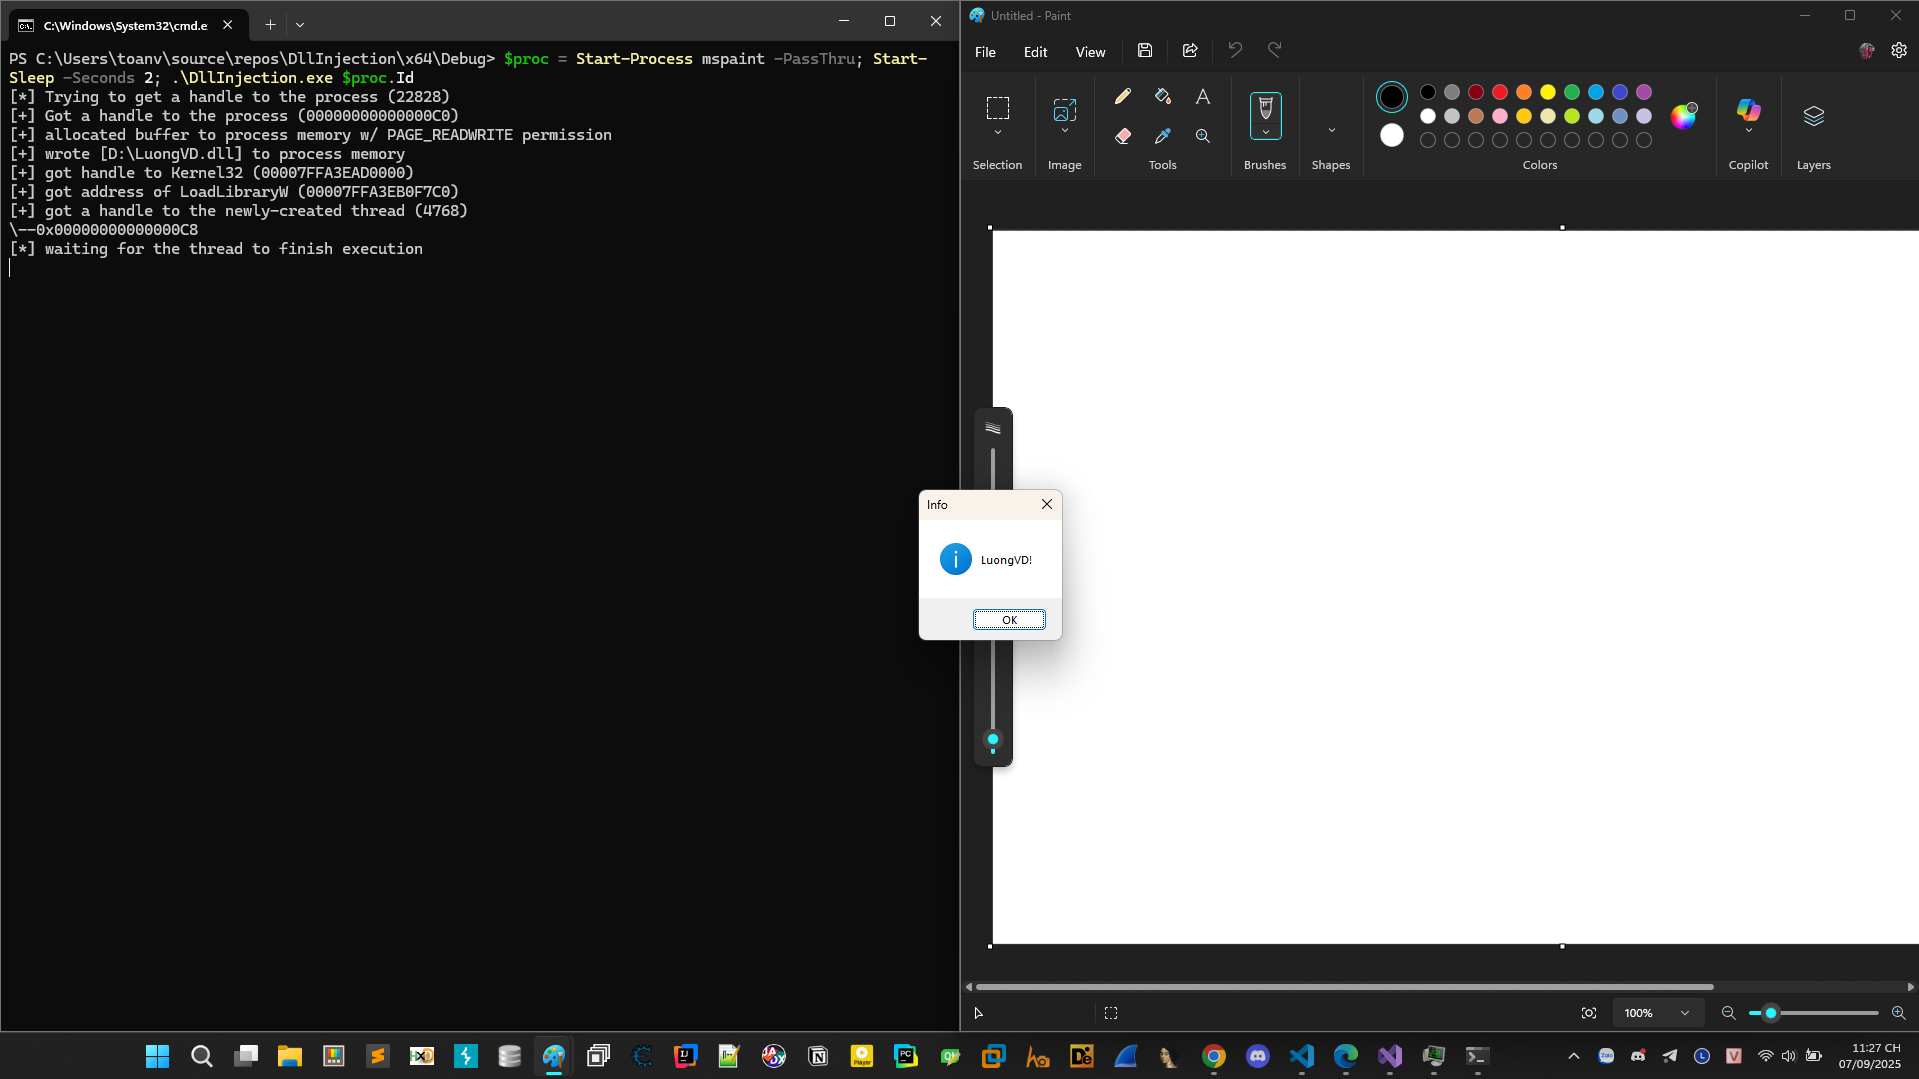 C:\Windows\System32\cmd.e
PS C:\Users\toanv\source\repos\DllInjection\x64\Debug> $proc = Start-Process mspaint -PassThru; Start-
Sleep -Seconds 2; .\DllInjection.exe $proc.Id
[*] Trying to get a handle to the process (22828)
[+] Got a handle to the process (00000000000000C0)
[+] allocated buffer to process memory w/ PAGE_READWRITE permission
[+] wrote [D:\LuongVD.dll] to process memory
[+] got handle to Kernel32 (00007FFA3EAD0000)
[+] got address of LoadLibraryW (00007FFA3EB0F7C0)
[+] got a handle to the newly-created thread (4768)
\--0x00000000000000C8
[*] waiting for the thread to finish execution
Untitled - Paint
File Edit View
Selection Image Tools Brushes Shapes Colors Copilot Layers
Info
LuongVD!
OK
100%
11:27 CH
07/09/2025